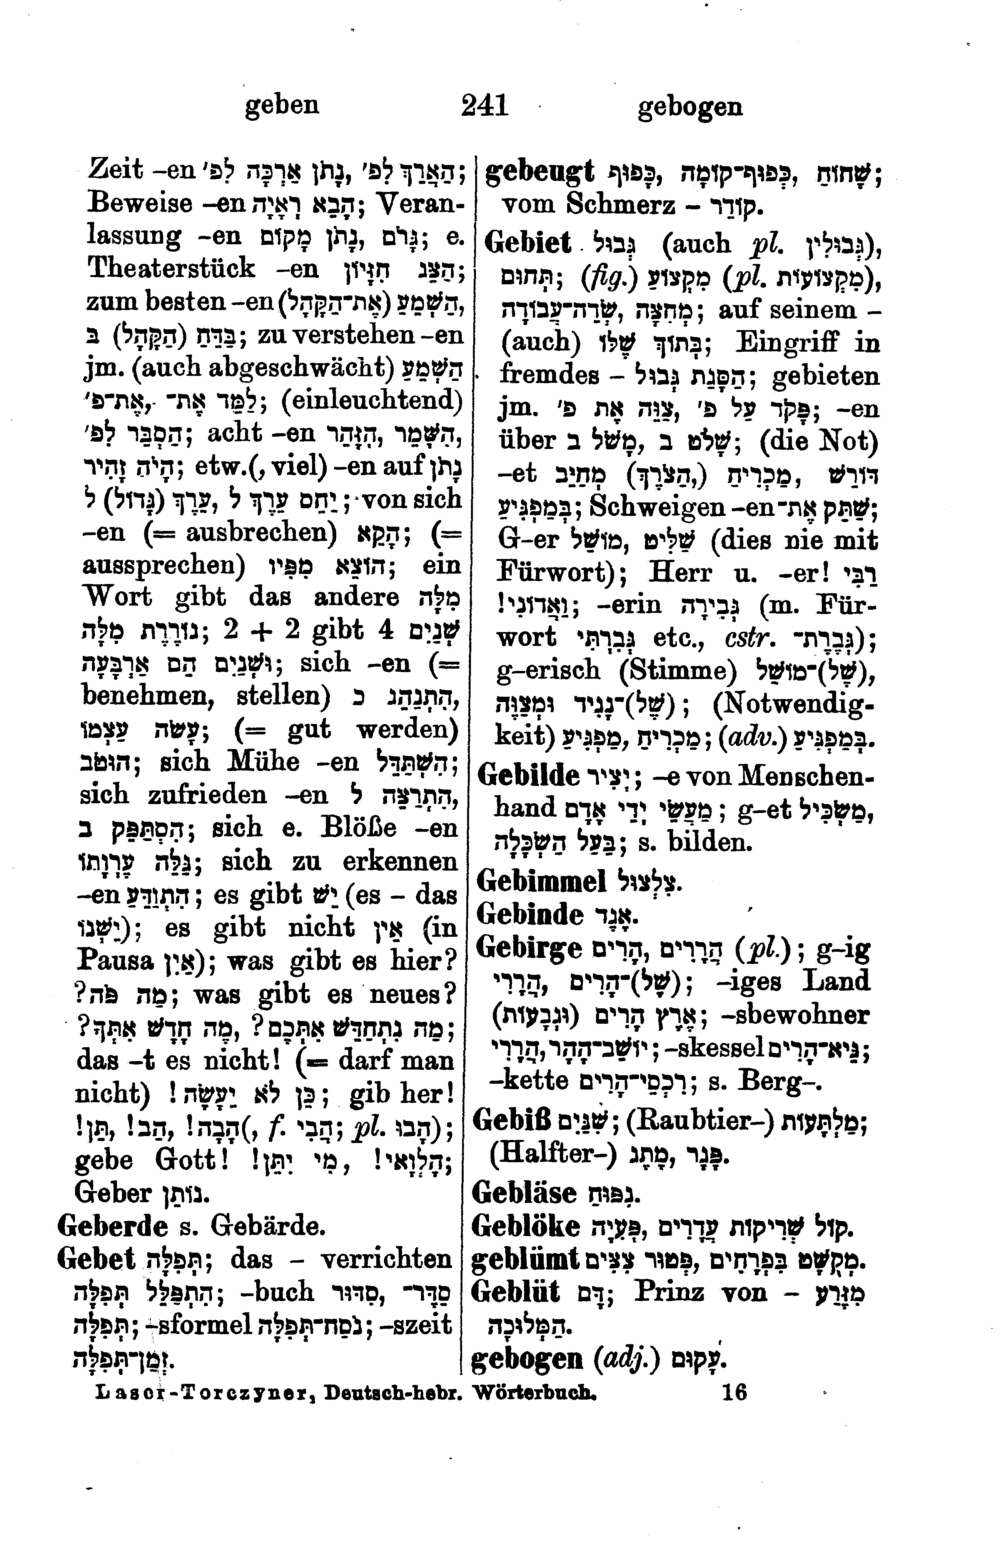 geben 241 gebogen
Zeit –en הַאֲרֵךְ לִפ', נָתֹן אַרְכָּה לִפ';
Beweise –en הָבֵא רְאָיָה; Veran-
lassung –en גָּרֹם, נָתֹן מָקוֹם; e.
Theaterstück –en הַצֵּג חִזָּיוֹן;
zum besten –en הַשְׁמֵעַ (אֶת־הַקָּהָל),
בַּדֵּחַ (הַקָּהָל) בּ; zu verstehen –en
jm. (auch abgeschwächt) הַשְׁמֵעַ
אֶת־פ', לַמֵּד אֶת־; (einleuchtend)
הַסְבֵּר לִפ'; acht –en הִשָּׁמֵר, הִזָּהֵר,
הָיֹה זָהִיר; etw. (, viel) –en auf נָתֹן
עֵרֶךְ ל, יַחֵס עֵרֶךְ (גָּדוֹל) ל; von sich
–en (= ausbrechen) הָקֵא; (=
aussprechen) הוֹצֵא מִפִּיו; ein
Wort gibt das andere מִלָּה
גּוֹרֶרֶת מִלָּה; 2 + 2 gibt 4 שְׁנַיִם
וּשְׁנַיִם הֵם אַרְבָּעָה; sich –en (=
benehmen, stellen) הִתְנַהֵג כּ,
עָשֹׂה עַצְמוֹ; (= gut werden)
הוּטַב; sich Mühe –en הִשְׁתַּדֵּל;
sich zufrieden –en הִתְרַצֵּה ל,
הִסְתַּפֵּק בּ; sich e. Blöße –en
גַּלֵּה עֶרְוָתוֹ; sich zu erkennen
–en הִתְוַדֵּעַ; es gibt יֵשׁ (es – das
יֶשְׁנוֹ); es gibt nicht אֵין (in
Pausa אַיִן); was gibt es hier?
מַה פֹּה?; was gibt es neues?
מַה נִּתְחַדֵּשׁ אִתְּכֶם?, מֶה חָדָשׁ אִתְּךָ?;
das –t es nicht! (= darf man
nicht) כֵּן לֹא יֵעָשֶׂה!; gib her!
תֵּן!, הַב!, הָבָה! (, f. הָבִי; pl. הָבוּ);
gebe Gott! מִי יִתֵּן!, הַלְוַאי!;
Geber נוֹתֵן.
Geberde s. Gebärde.
Gebet תְּפִלָּה; das – verrichten
הִתְפַּלֵּל תְּפִלָּה; –buch סִדּוּר, סֵדֶר־
תְּפִלָּה; –sformel נֹסַח־תְּפִלָּה; –szeit
זְמַן־תְּפִלָּה.
gebeugt שָׁחוֹחַ, כְּפוּף־קוֹמָה, כָּפוּף;
vom Schmerz – קוֹדֵר.
Gebiet גְּבוּל (auch pl. גְּבוּלִין),
תְּחוּם; (fig.) מִקְצוֹעַ (pl. מִקְצוֹעוֹת),
מְחִצָּה, שְׂדֵה־עֲבוֹדָה; auf seinem –
(auch) בְּתוֹךְ שֶׁלּוֹ; Eingriff in
fremdes – הַסָּגַת גְּבוּל; gebieten
jm. פָּקֹד עַל פ', צַוֵּה אֶת פ'; –en
über שָׁלֹט בּ, מָשֹׁל בּ; (die Not)
–et מְחַיֵּב (הַצֹּרֶךְ,) מַכְרִיחַ, דּוֹרֵשׁ
בְּמַפְגִּיעַ; Schweigen –en שַׁתֵּק אֶת־;
G–er שַׁלִּיט, מוֹשֵׁל (dies nie mit
Fürwort); Herr u. –er! רַבִּי
וַאֲדוֹנִי!; –erin גְּבִירָה (m. Für-
wort גְּבִרְתִּי etc., cstr. גְּבֶרֶת־);
g–erisch (Stimme) (שֶׁל)־מוֹשֵׁל,
(שֶׁל)־נָגִיד וּמְצַוֶּה; (Notwendig-
keit) מַכְרִיחַ, מַפְגִּיעַ; (adv.) בְּמַפְגִּיעַ.
Gebilde יְצִיר; –e von Menschen-
hand מַעֲשֵׂי יְדֵי אָדָם; g–et מַשְׂכִּיל,
בַּעַל הַשְׂכָּלָה; s. bilden.
Gebimmel צִלְצוּל.
Gebinde אֶגֶד.
Gebirge הָרִים, הֲרָרִים (pl.); g–ig
(שֶׁל)־הָרִים, הֲרָרִי; –iges Land
אֶרֶץ הָרִים (וּגְבָעוֹת); –sbewohner
יוֹשֵׁב־הָהָר, הֲרָרִי; –skessel גֵּיא־הָרִים;
–kette רִכְסֵי־הָרִים; s. Berg–.
Gebiß שִׁנַּיִם; (Raubtier–) מַלְתָּעוֹת;
(Halfter–) מֶתֶג, פְּגָר.
Gebläse נִפּוּחַ.
Geblöke פְּעִיָּה, קוֹל שְׁרִיקוֹת עֲדָרִים.
geblümt מְקֻשָּׁט בִּפְרָחִים, פְּטוּר צִצִּים.
Geblüt דָּם; Prinz von – מִזֶּרַע
הַמְּלוּכָה.
gebogen (adj.) עָקוּם.
Laser-Torczyner, Deutsch-hebr. Wörterbuch. 16